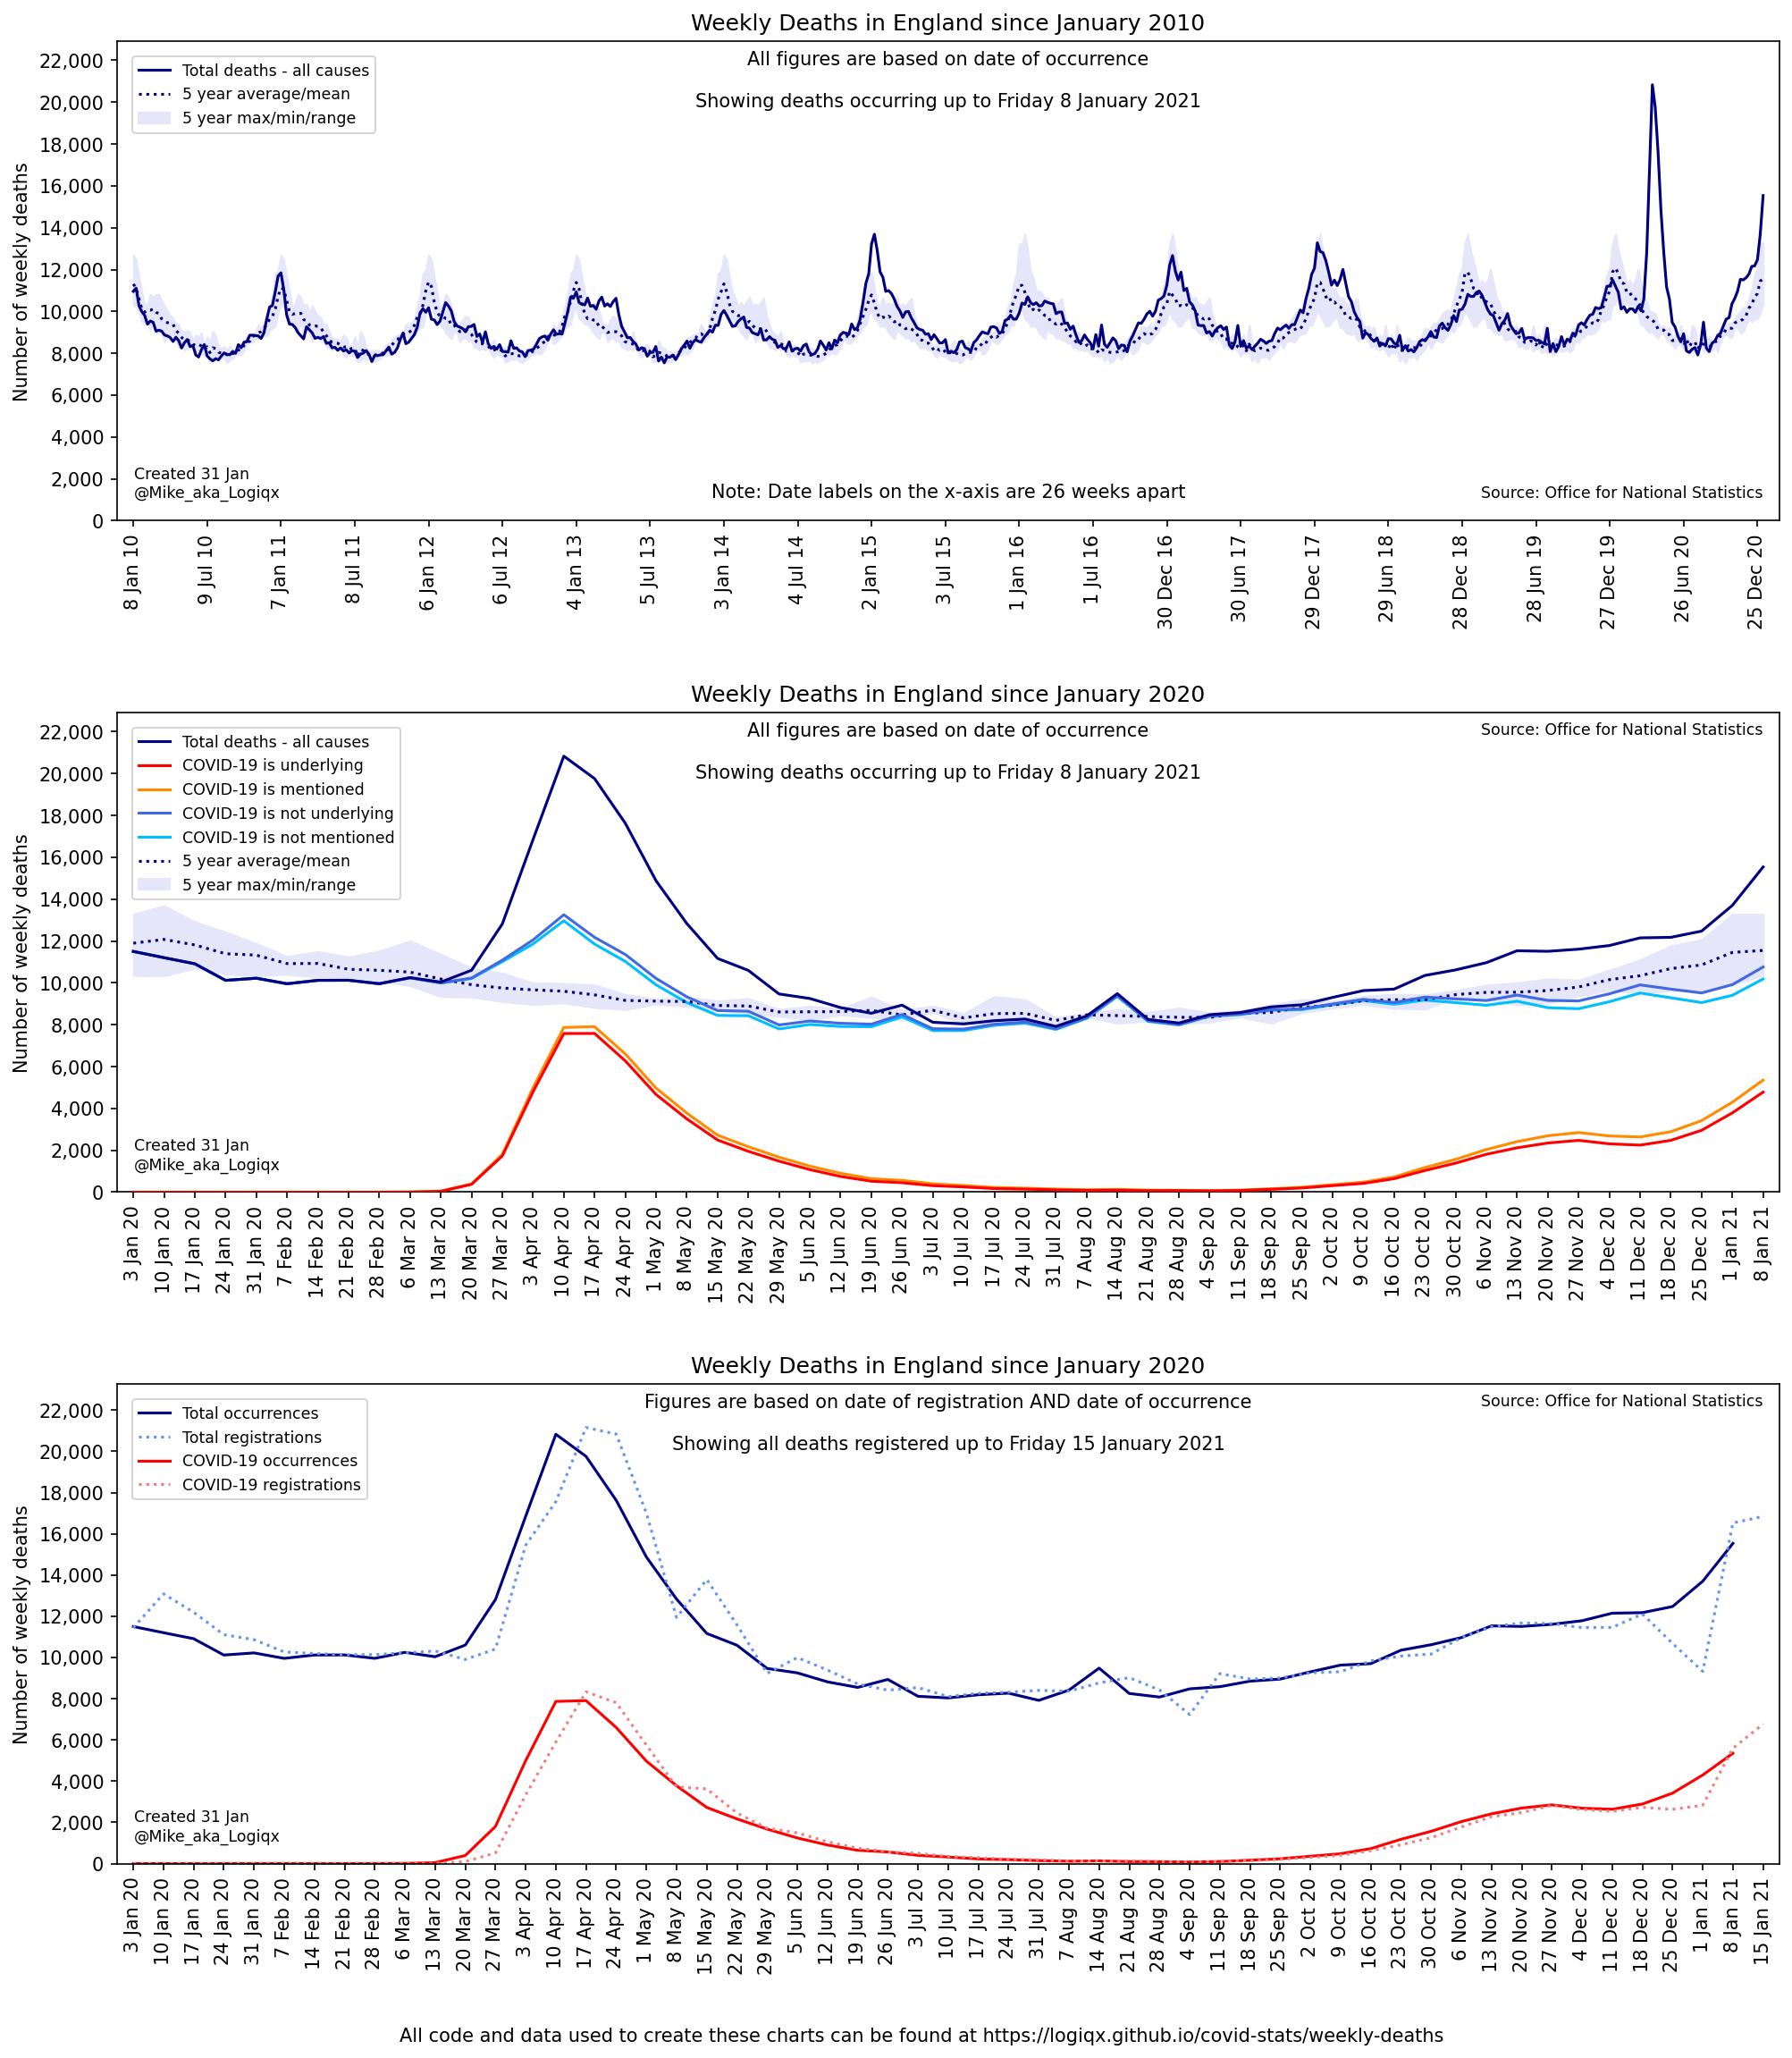 Weekly Deaths in England since January 2010
All figures are based on date of occurrence
Showing deaths occurring up to Friday 8 January 2021
Total deaths - all causes
5 year average/mean
5 year max/min/range
Number of weekly deaths
22,000
20,000
18,000
16,000
14,000
12,000
10,000
8,000
6,000
4,000
2,000
0
Created 31 Jan
@Mike_aka_Logiqx
Note: Date labels on the x-axis are 26 weeks apart
Source: Office for National Statistics
8 Jan 10
9 Jul 10
7 Jan 11
8 Jul 11
6 Jan 12
6 Jul 12
4 Jan 13
5 Jul 13
3 Jan 14
4 Jul 14
2 Jan 15
3 Jul 15
1 Jan 16
1 Jul 16
30 Dec 16
30 Jun 17
29 Dec 17
29 Jun 18
28 Dec 18
28 Jun 19
27 Dec 19
26 Jun 20
25 Dec 20
Weekly Deaths in England since January 2020
All figures are based on date of occurrence
Source: Office for National Statistics
Showing deaths occurring up to Friday 8 January 2021
Total deaths - all causes
COVID-19 is underlying
COVID-19 is mentioned
COVID-19 is not underlying
COVID-19 is not mentioned
5 year average/mean
5 year max/min/range
Number of weekly deaths
22,000
20,000
18,000
16,000
14,000
12,000
10,000
8,000
6,000
4,000
2,000
0
Created 31 Jan
@Mike_aka_Logiqx
3 Jan 20
10 Jan 20
17 Jan 20
24 Jan 20
31 Jan 20
7 Feb 20
14 Feb 20
21 Feb 20
28 Feb 20
6 Mar 20
13 Mar 20
20 Mar 20
27 Mar 20
3 Apr 20
10 Apr 20
17 Apr 20
24 Apr 20
1 May 20
8 May 20
15 May 20
22 May 20
29 May 20
5 Jun 20
12 Jun 20
19 Jun 20
26 Jun 20
3 Jul 20
10 Jul 20
17 Jul 20
24 Jul 20
31 Jul 20
7 Aug 20
14 Aug 20
21 Aug 20
28 Aug 20
4 Sep 20
11 Sep 20
18 Sep 20
25 Sep 20
2 Oct 20
9 Oct 20
16 Oct 20
23 Oct 20
30 Oct 20
6 Nov 20
13 Nov 20
20 Nov 20
27 Nov 20
4 Dec 20
11 Dec 20
18 Dec 20
25 Dec 20
1 Jan 21
8 Jan 21
Weekly Deaths in England since January 2020
Figures are based on date of registration AND date of occurrence
Source: Office for National Statistics
Showing all deaths registered up to Friday 15 January 2021
Total occurrences
Total registrations
COVID-19 occurrences
COVID-19 registrations
Number of weekly deaths
22,000
20,000
18,000
16,000
14,000
12,000
10,000
8,000
6,000
4,000
2,000
0
Created 31 Jan
@Mike_aka_Logiqx
3 Jan 20
10 Jan 20
17 Jan 20
24 Jan 20
31 Jan 20
7 Feb 20
14 Feb 20
21 Feb 20
28 Feb 20
6 Mar 20
13 Mar 20
20 Mar 20
27 Mar 20
3 Apr 20
10 Apr 20
17 Apr 20
24 Apr 20
1 May 20
8 May 20
15 May 20
22 May 20
29 May 20
5 Jun 20
12 Jun 20
19 Jun 20
26 Jun 20
3 Jul 20
10 Jul 20
17 Jul 20
24 Jul 20
31 Jul 20
7 Aug 20
14 Aug 20
21 Aug 20
28 Aug 20
4 Sep 20
11 Sep 20
18 Sep 20
25 Sep 20
2 Oct 20
9 Oct 20
16 Oct 20
23 Oct 20
30 Oct 20
6 Nov 20
13 Nov 20
20 Nov 20
27 Nov 20
4 Dec 20
11 Dec 20
18 Dec 20
25 Dec 20
1 Jan 21
8 Jan 21
15 Jan 21
All code and data used to create these charts can be found at https://logiqx.github.io/covid-stats/weekly-deaths